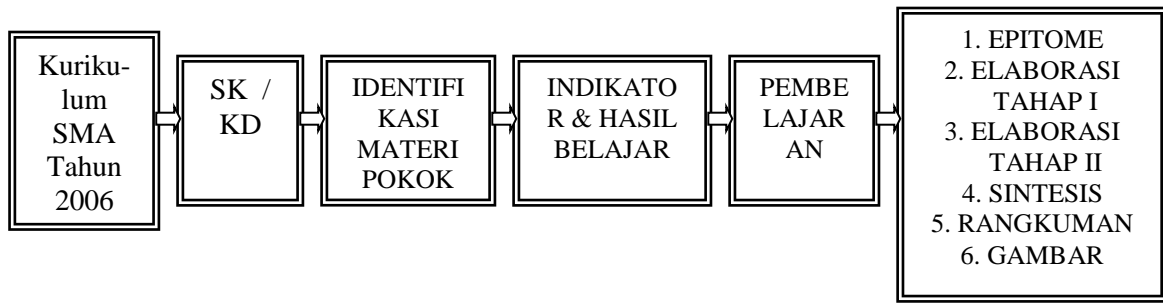 Kuriku-
lum
SMA
Tahun
2006
SK /
KD
IDENTIFI
KASI
MATERI
POKOK
INDIKATO
R & HASIL
BELAJAR
PEMBE
LAJAR
AN
1. EPITOME
2. ELABORASI
TAHAP I
3. ELABORASI
TAHAP II
4. SINTESIS
5. RANGKUMAN
6. GAMBAR